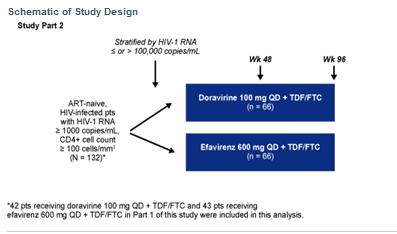 Schematic of Study Design
Study Part 2
Stratified by HIV-1 RNA
≤ or > 100,000 copies/mL
Wk 48
Wk 96
ART-naive,
HIV-infected pts
with HIV-1 RNA
≥ 1000 copies/mL,
CD4+ cell count
≥ 100 cells/mm³
(N = 132)*
Doravirine 100 mg QD + TDF/FTC
(n = 66)
Efavirenz 600 mg QD + TDF/FTC
(n = 66)
*42 pts receiving doravirine 100 mg QD + TDF/FTC and 43 pts receiving
efavirenz 600 mg QD + TDF/FTC in Part 1 of this study were included in this analysis.